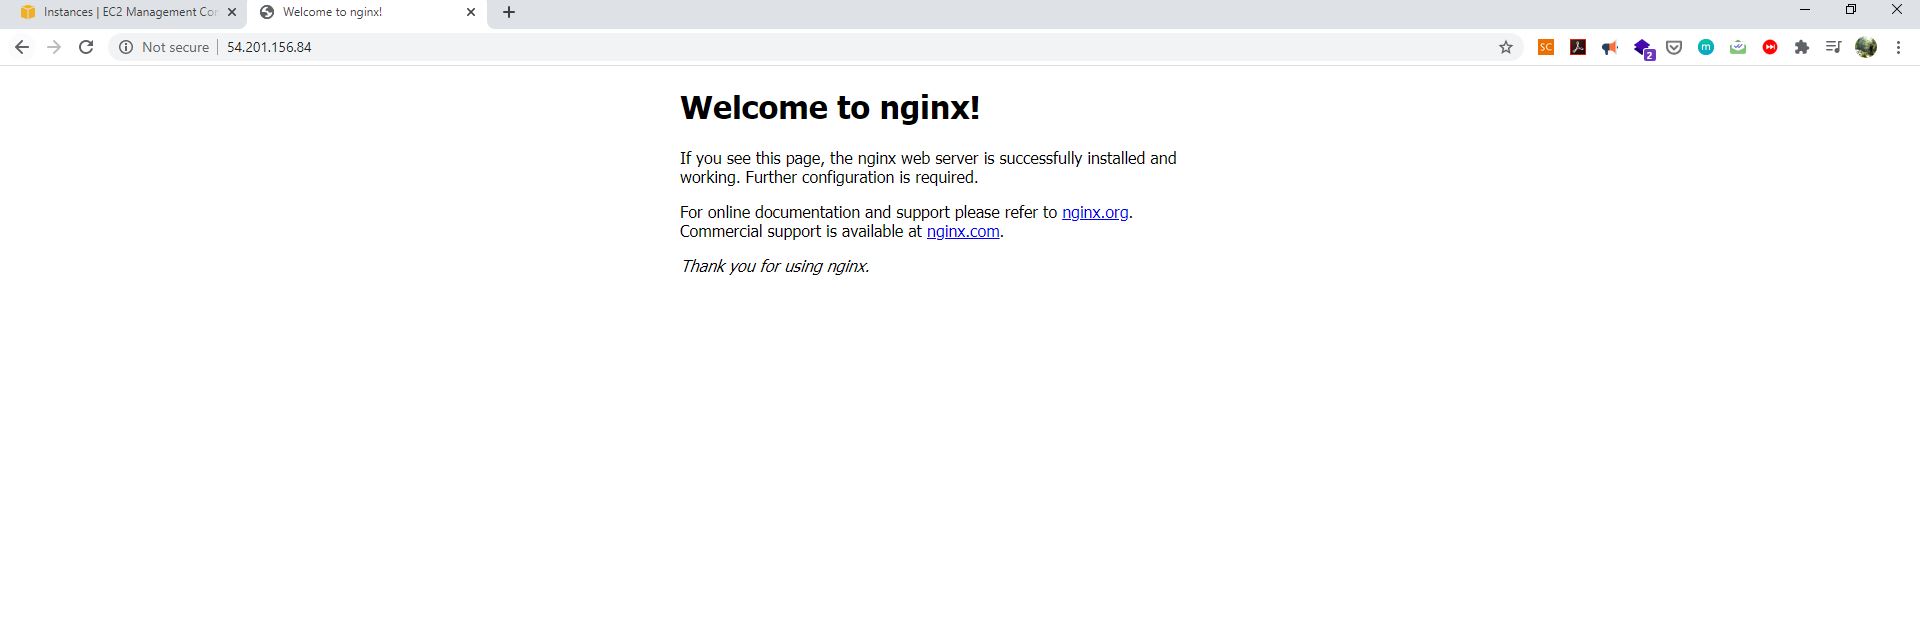 Instances | EC2 Management Cor
Welcome to nginx!
Not secure
54.201.156.84
SC
2
m
Welcome to nginx!
If you see this page, the nginx web server is successfully installed and
working. Further configuration is required.
For online documentation and support please refer to nginx.org.
Commercial support is available at nginx.com.
Thank you for using nginx.